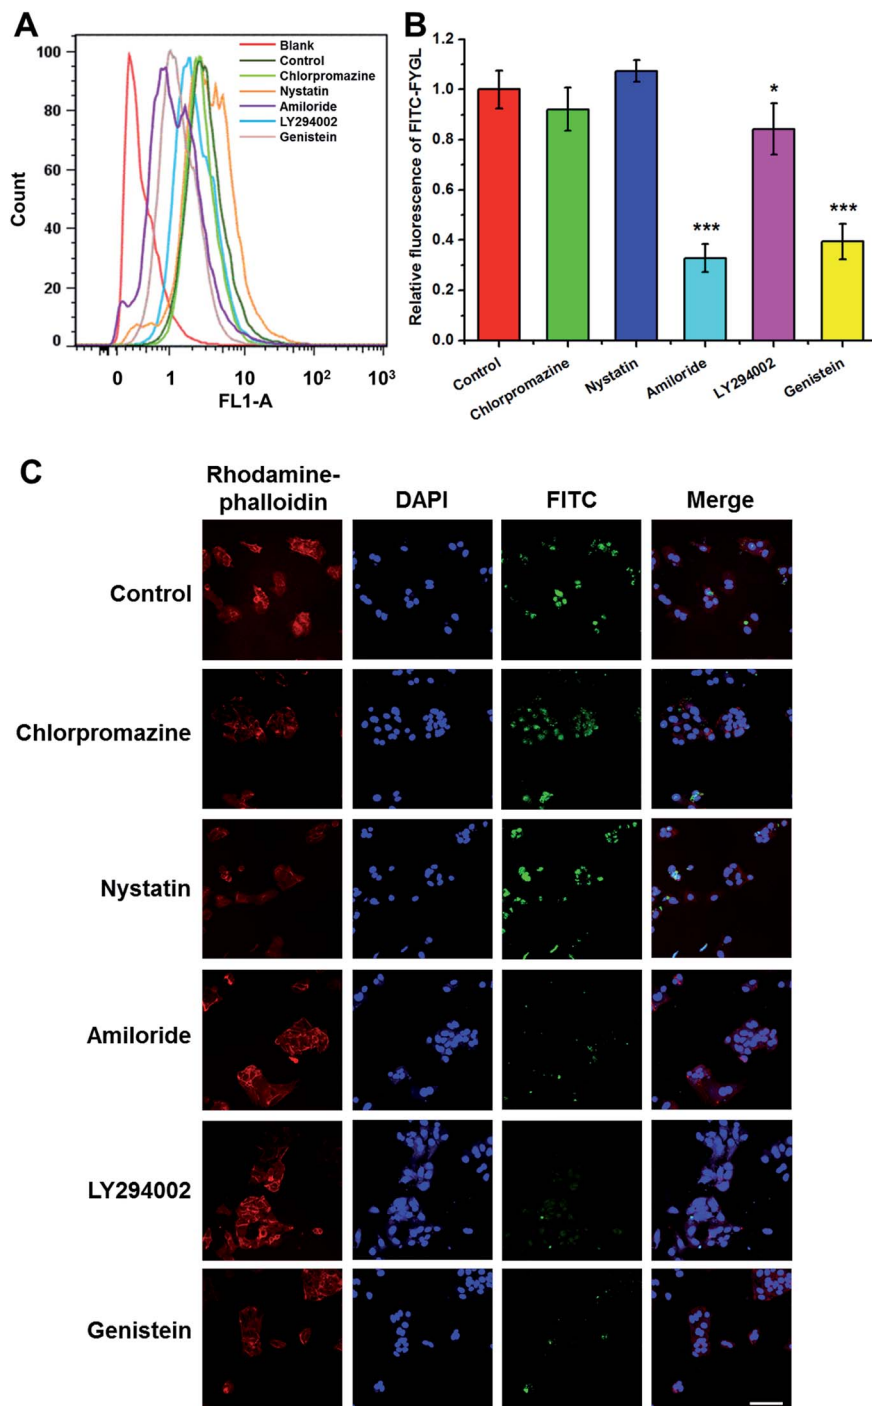 A
100
80
60
40
20
0
Count
0
1
10
10²
10³
FL1-A
Blank
Control
Chlorpromazine
Nystatin
Amiloride
LY294002
Genistein
B
1.2
1.0
0.8
0.6
0.4
0.2
0.0
Relative fluorescence of FITC-FYGL
***
*
***
Control
Chlorpromazine
Nystatin
Amiloride
LY294002
Genistein
C
Rhodamine-
phalloidin
DAPI
FITC
Merge
Control
Chlorpromazine
Nystatin
Amiloride
LY294002
Genistein